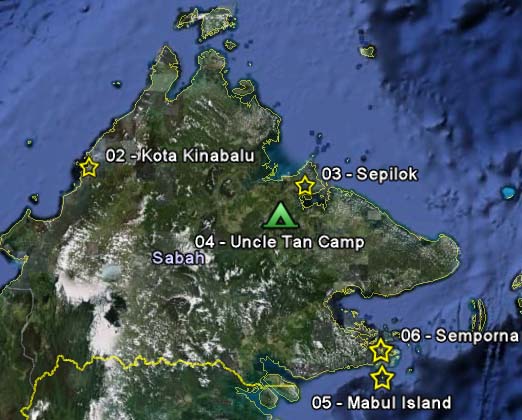 02 - Kota Kinabalu
03 - Sepilok
04 - Uncle Tan Camp
Sabah
06 - Semporna
05 - Mabul Island